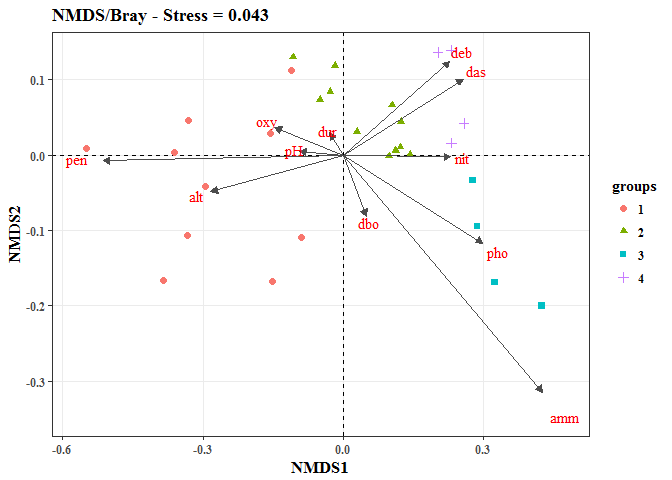 NMDS/Bray - Stress = 0.043
deb
das
0.1
oxy
dur
pH
nit
0.0
pen
alt
groups
1
dbo
2
NMDS2
-0.1
pho
3
4
-0.2
-0.3
amm
-0.6
-0.3
0.0
0.3
NMDS1